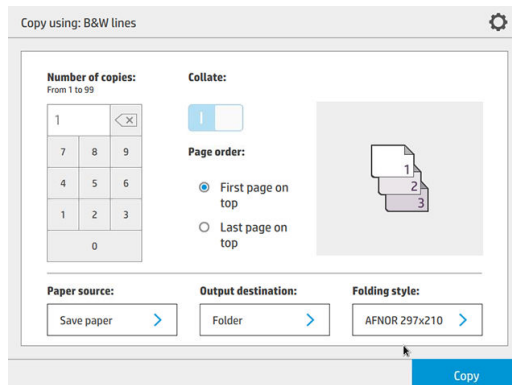 Copy using: B&W lines
Number of copies:
From 1 to 99
Collate:
1
7 8 9
4 5 6
1 2 3
0
Page order:
First page on
top
Last page on
top
1
2
3
Paper source:
Save paper
Output destination:
Folder
Folding style:
AFNOR 297x210
Copy